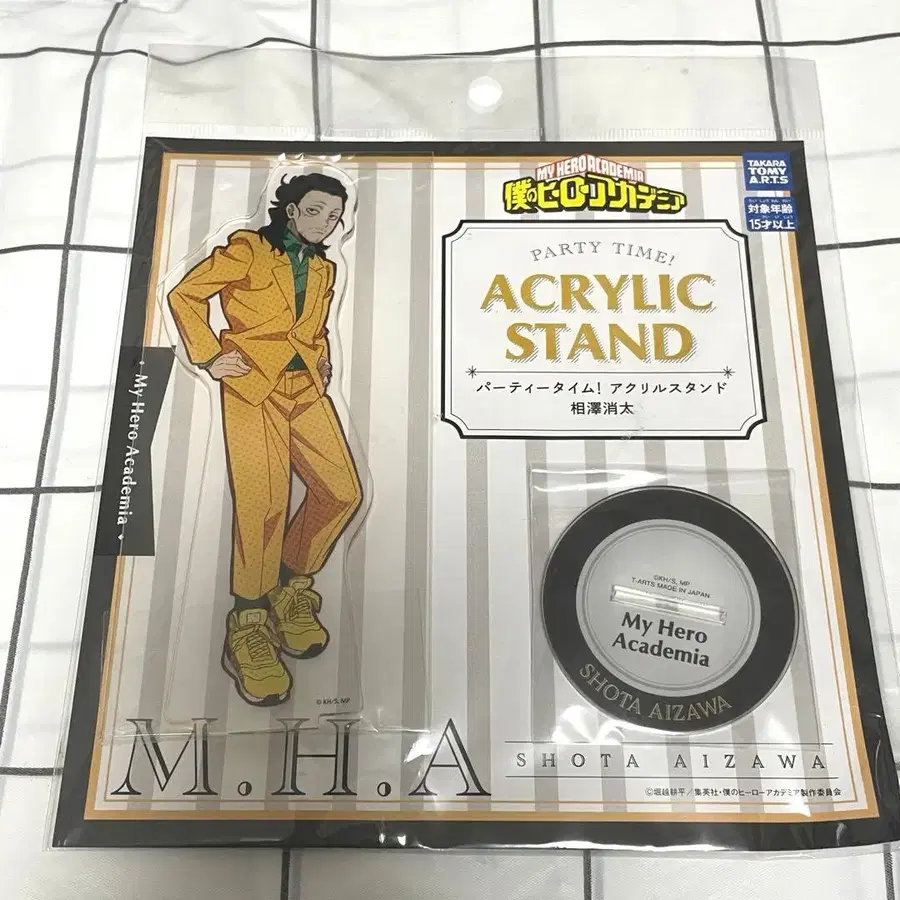 MY HERO ACADEMIA
僕のヒーローアカデミア
TAKARA
TOMY
A.R.T.S
対象年齢
15才以上
PARTY TIME!
ACRYLIC
STAND
パーティータイム! アクリルスタンド
相澤消太
• My Hero Academia •
©KH/S, MP
T-ARTS MADE IN JAPAN
My Hero
Academia
SHOTA AIZAWA
© KH/S, MP
M.H.A
SHOTA AIZAWA
©堀越耕平/集英社・僕のヒーローアカデミア製作委員会